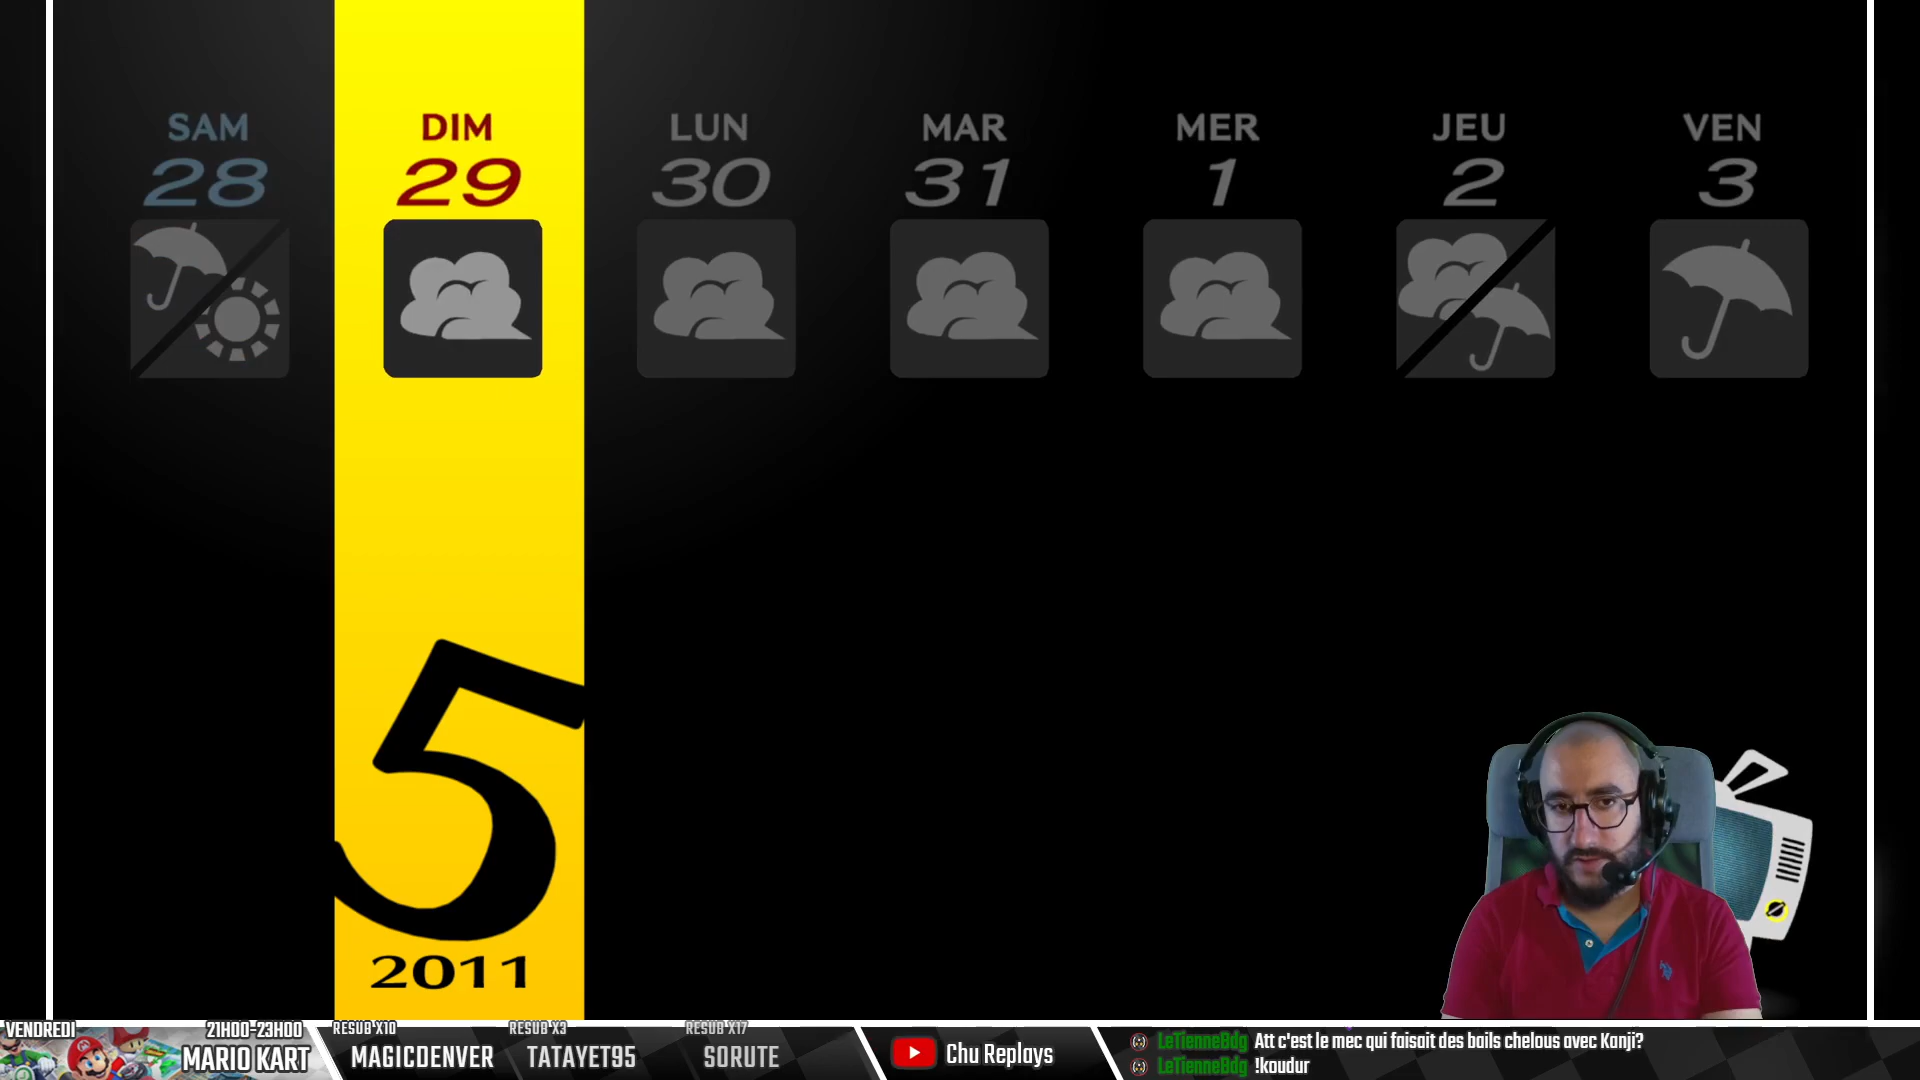 SAM
28
DIM
29
LUN
30
MAR
31
MER
1
JEU
2
VEN
3
5
2011
VENDREDI
21H00-23H00
MARIO KART
RESUB X10
MAGICDENVER
RESUB X3
TATAYET95
RESUB X17
SORUTE
Chu Replays
LeTienneBdg Att c'est le mec qui faisait des bails chelous avec Kanji?
LeTienneBdg !koudur